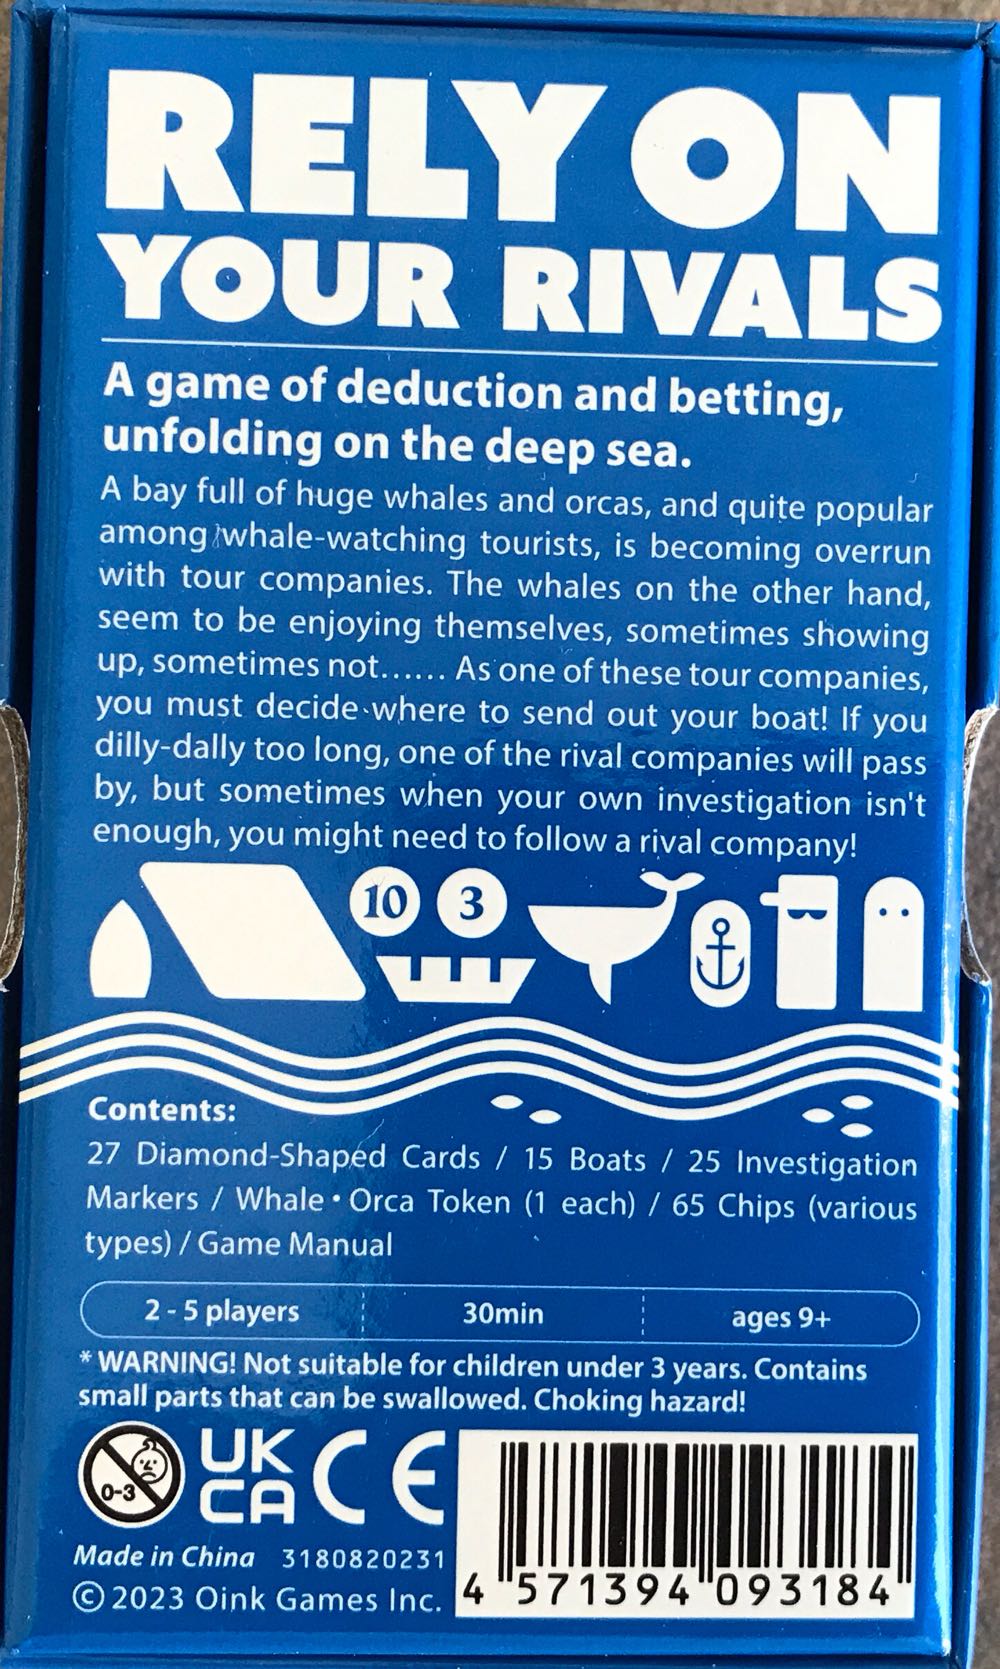 RELY ON
YOUR RIVALS
A game of deduction and betting,
unfolding on the deep sea.
A bay full of huge whales and orcas, and quite popular
among whale-watching tourists, is becoming overrun
with tour companies. The whales on the other hand,
seem to be enjoying themselves, sometimes showing
up, sometimes not...... As one of these tour companies,
you must decide where to send out your boat! If you
dilly-dally too long, one of the rival companies will pass
by, but sometimes when your own investigation isn't
enough, you might need to follow a rival company!
10 3
Contents:
27 Diamond-Shaped Cards / 15 Boats / 25 Investigation
Markers / Whale • Orca Token (1 each) / 65 Chips (various
types) / Game Manual
2 - 5 players 30min ages 9+
* WARNING! Not suitable for children under 3 years. Contains
small parts that can be swallowed. Choking hazard!
0-3 UK CA CE
Made in China 3180820231
© 2023 Oink Games Inc.
4 571394 093184